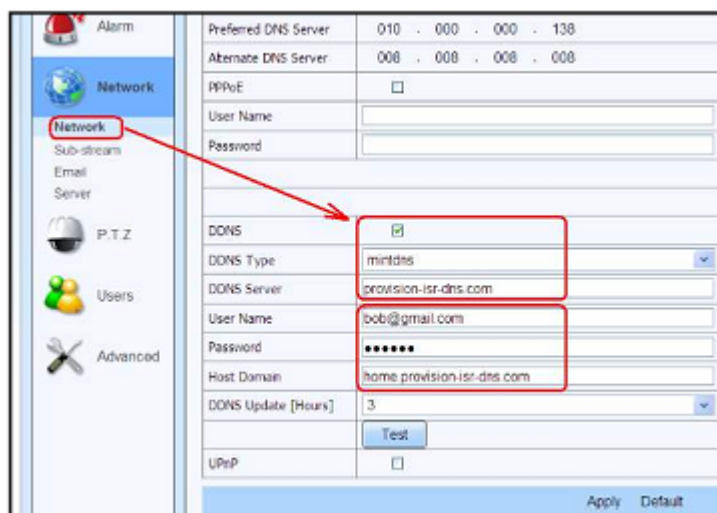 Alarm
Network
Network
Sub-stream
Email
Server
P.T.Z
Users
Advanced
Preferred DNS Server 010 . 000 . 000 . 138
Alternate DNS Server 008 . 008 . 008 . 008
PPPoE
User Name
Password
DDNS
DDNS Type mintdns
DDNS Server provision-isr-dns.com
User Name bob@gmail.com
Password ••••••
Host Domain home.provision-isr-dns.com
DDNS Update [Hours] 3
Test
UPnP
Apply Default